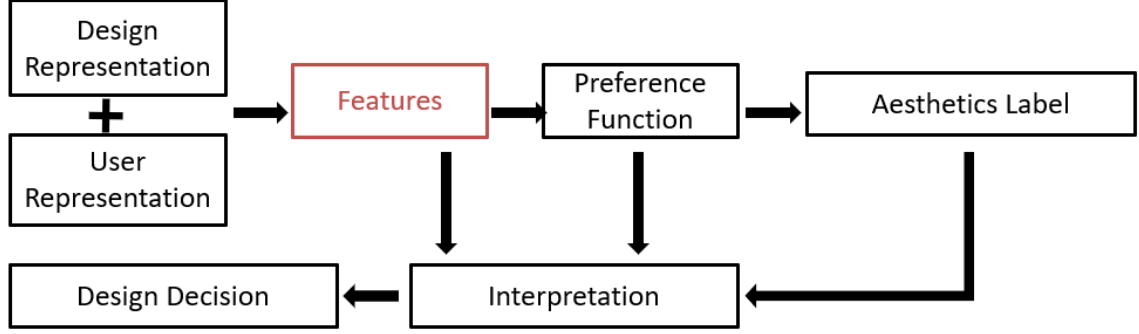 Design
Representation
+
User
Representation
Features
Preference
Function
Aesthetics Label
Design Decision
Interpretation